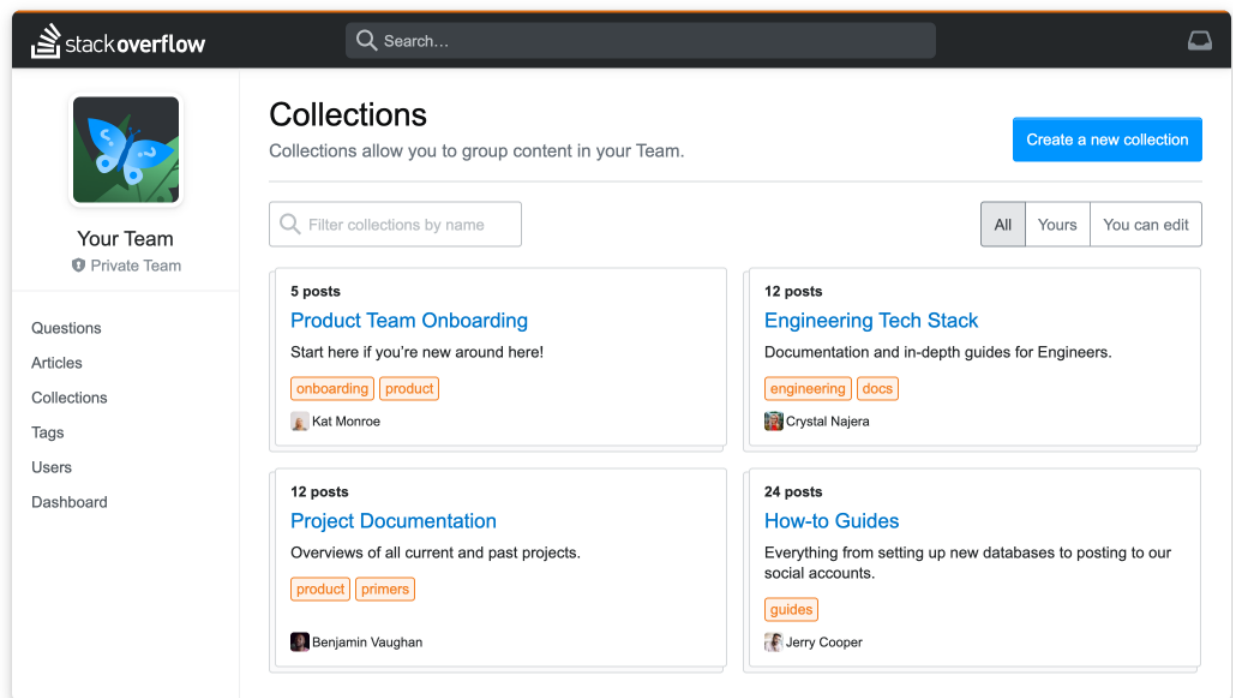 stackoverflow
Search…
Your Team
Private Team
Questions
Articles
Collections
Tags
Users
Dashboard
Collections
Collections allow you to group content in your Team.
Create a new collection
Filter collections by name
All Yours You can edit
5 posts
Product Team Onboarding
Start here if you’re new around here!
onboarding product
Kat Monroe
12 posts
Engineering Tech Stack
Documentation and in-depth guides for Engineers.
engineering docs
Crystal Najera
12 posts
Project Documentation
Overviews of all current and past projects.
product primers
Benjamin Vaughan
24 posts
How-to Guides
Everything from setting up new databases to posting to our
social accounts.
guides
Jerry Cooper